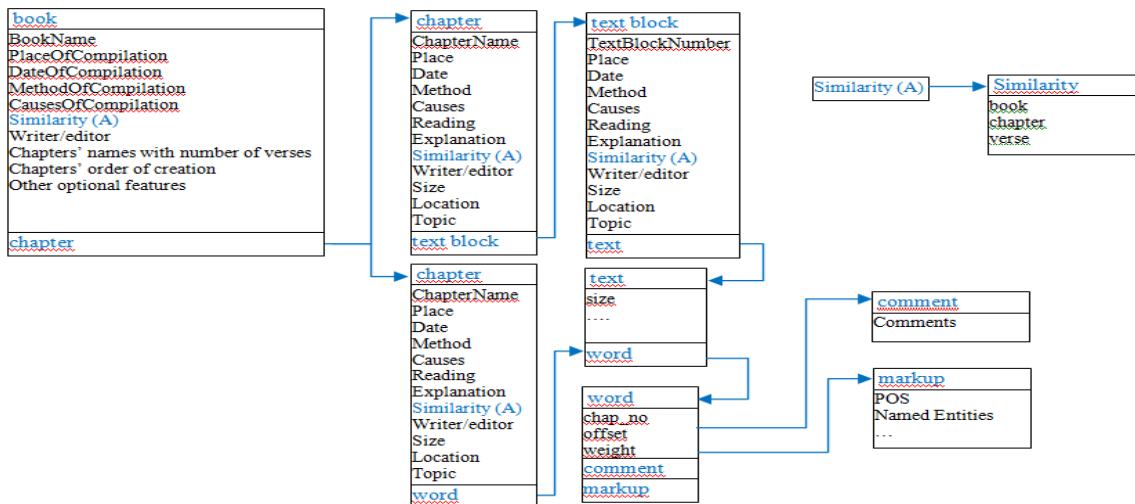 book
BookName
PlaceOfCompilation
DateOfCompilation
MethodOfCompilation
CausesOfCompilation
Similarity (A)
Writer/editor
Chapters’ names with number of verses
Chapters’ order of creation
Other optional features
chapter
chapter
ChapterName
Place
Date
Method
Causes
Reading
Explanation
Similarity (A)
Writer/editor
Size
Location
Topic
text block
text block
TextBlockNumber
Place
Date
Method
Causes
Reading
Explanation
Similarity (A)
Writer/editor
Size
Location
Topic
text
Similarity (A)
Similarity
book
chapter
verse
chapter
ChapterName
Place
Date
Method
Causes
Reading
Explanation
Similarity (A)
Writer/editor
Size
Location
Topic
word
text
size
....
word
word
chap_no
offset
weight
comment
markup
comment
Comments
markup
POS
Named Entities
...